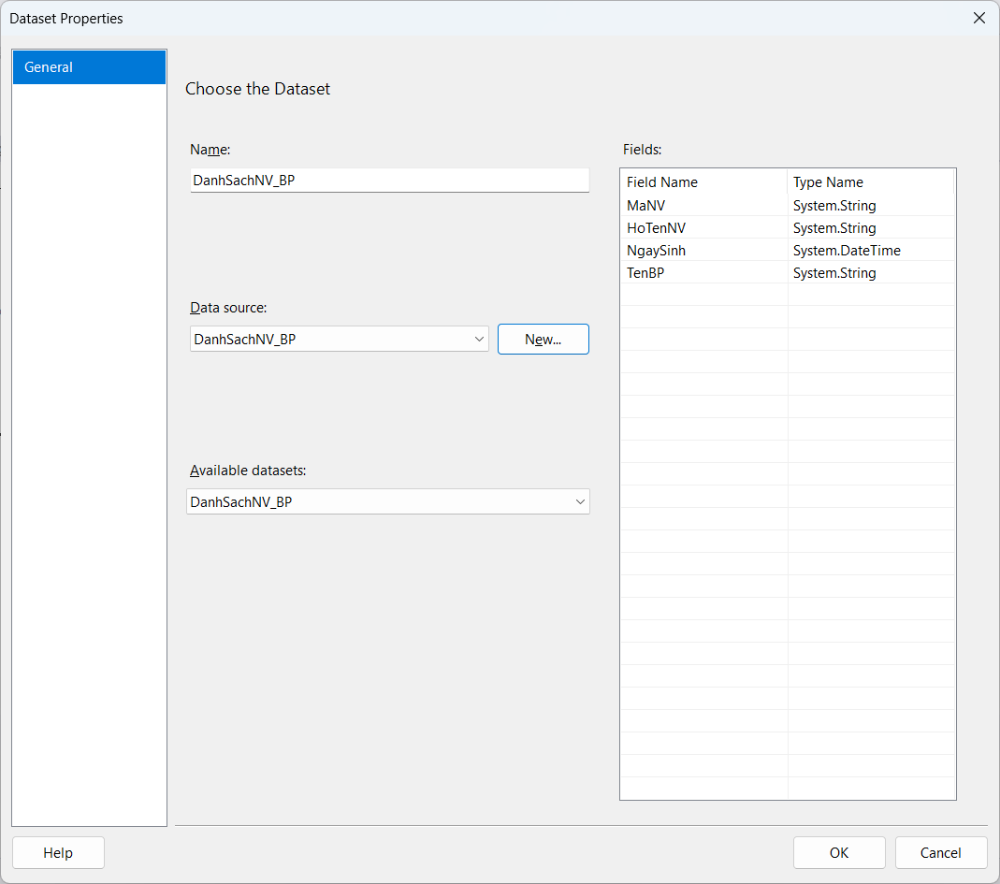 Dataset Properties
General
Choose the Dataset
Name:
DanhSachNV_BP
Data source:
DanhSachNV_BP
New...
Available datasets:
DanhSachNV_BP
Fields:
Field Name Type Name
MaNV System.String
HoTenNV System.String
NgaySinh System.DateTime
TenBP System.String
Help
OK
Cancel